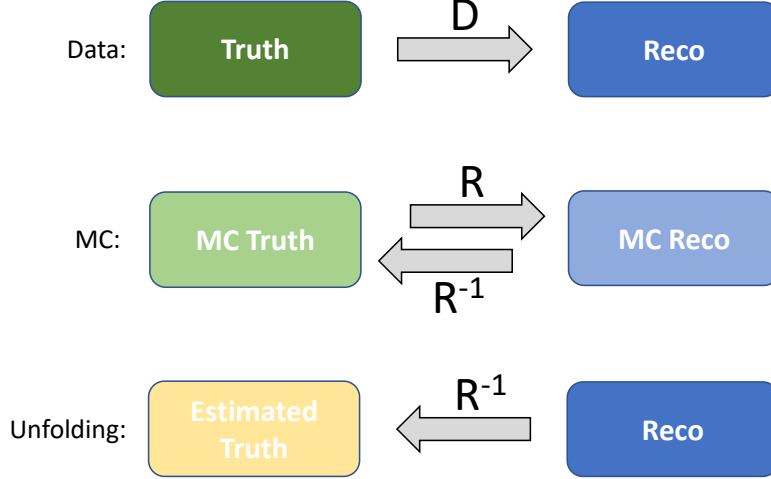 D
Data: Truth Reco
R
MC: MC Truth MC Reco
R⁻¹
R⁻¹
Unfolding: Estimated Truth Reco